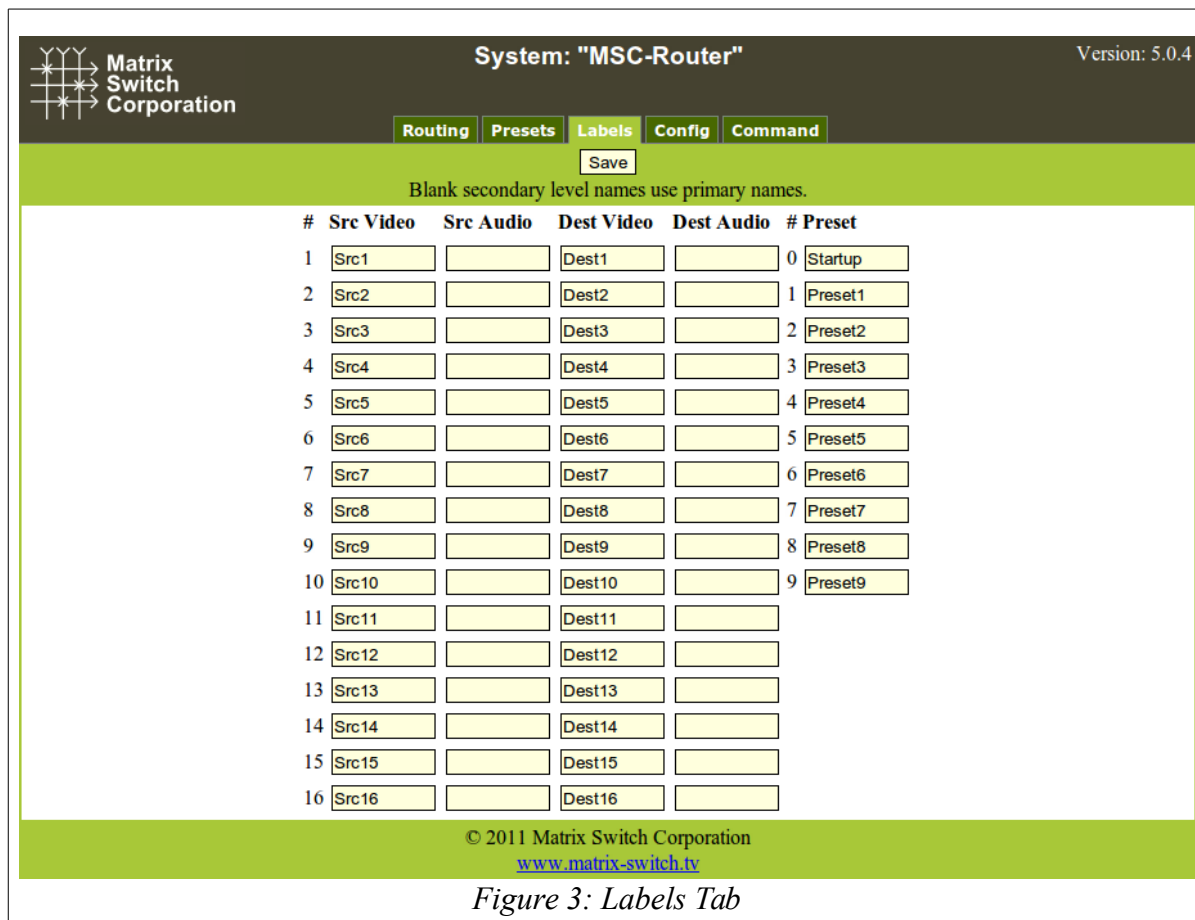 Matrix
Switch
Corporation
System: "MSC-Router"
Version: 5.0.4
Routing Presets Labels Config Command
Save
Blank secondary level names use primary names.
# Src Video Src Audio Dest Video Dest Audio # Preset
1 Src1 Dest1 0 Startup
2 Src2 Dest2 1 Preset1
3 Src3 Dest3 2 Preset2
4 Src4 Dest4 3 Preset3
5 Src5 Dest5 4 Preset4
6 Src6 Dest6 5 Preset5
7 Src7 Dest7 6 Preset6
8 Src8 Dest8 7 Preset7
9 Src9 Dest9 8 Preset8
10 Src10 Dest10 9 Preset9
11 Src11 Dest11
12 Src12 Dest12
13 Src13 Dest13
14 Src14 Dest14
15 Src15 Dest15
16 Src16 Dest16
© 2011 Matrix Switch Corporation
www.matrix-switch.tv
Figure 3: Labels Tab